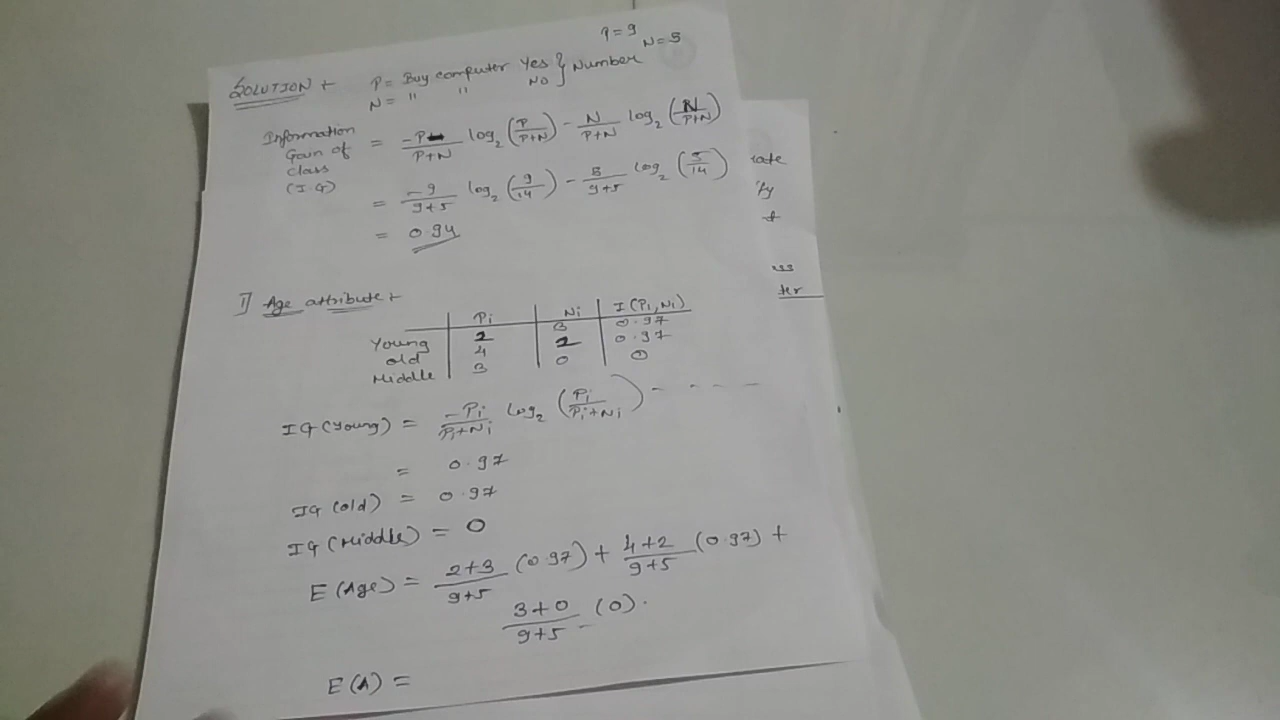 P=9 N=5
SOLUTION + P = Buy computer Yes } Number
N = " " NO
Information Gain of class (I.G) = -P/P+N log₂ (P/P+N) - N/P+N log₂ (N/P+N)
= -9/9+5 log₂ (9/14) - 5/9+5 log₂ (5/14)
= 0.94
rate
fy
ter
1] Age attribute +
Pi Ni I(Pi,Ni)
Young 2 3 0.97
old 4 2 0.97
Middle 3 0 0
IG (Young) = -Pi/Pi+Ni log₂ (Pi/Pi+Ni) - - - - -
= 0.97
IG (old) = 0.97
IG (Middle) = 0
E (Age) = 2+3/9+5 (0.97) + 4+2/9+5 (0.97) +
3+0/9+5 (0).
E(A) =